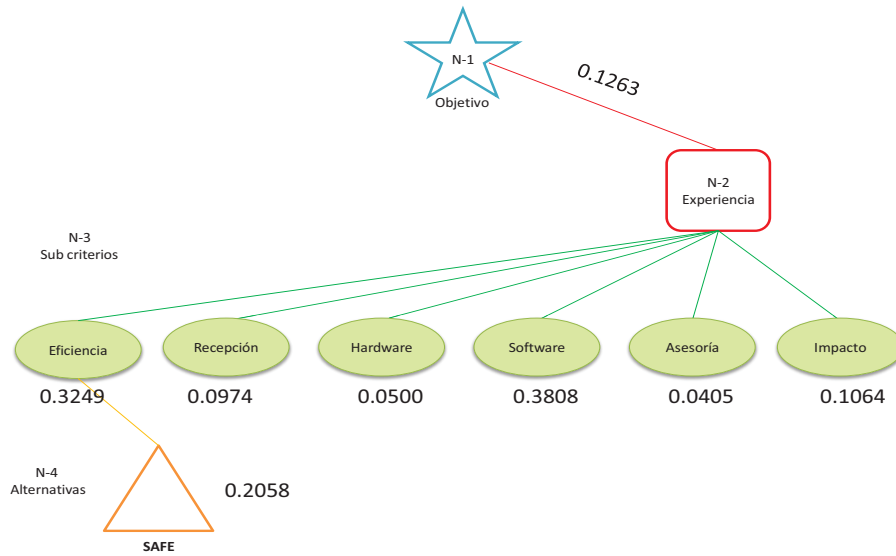 N-1
Objetivo
0.1263
N-2
Experiencia
N-3
Sub criterios
Eficiencia
Recepción
Hardware
Software
Asesoría
Impacto
0.3249
0.0974
0.0500
0.3808
0.0405
0.1064
N-4
Alternativas
0.2058
SAFE